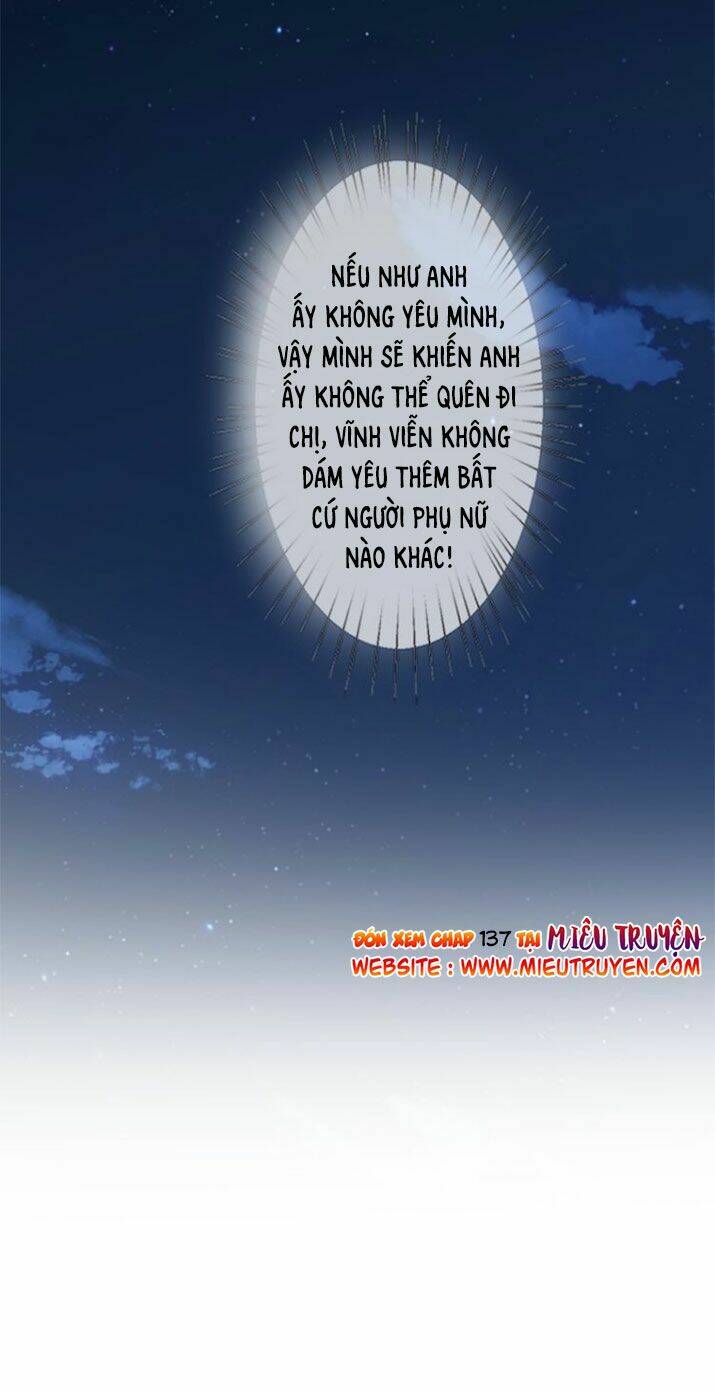 NẾU NHƯ ANH
ẤY KHÔNG YÊU MÌNH,
VẬY MÌNH SẼ KHIẾN ANH
ẤY KHÔNG THỂ QUÊN ĐI
CHỊ, VĨNH VIỄN KHÔNG
DÁM YÊU THÊM BẤT
CỨ NGƯỜI PHỤ NỮ
NÀO KHÁC!
ĐÓN XEM CHAP 137 TẠI MIÊU TRUYỆN
WEBSITE : WWW.MIEUTRUYEN.COM